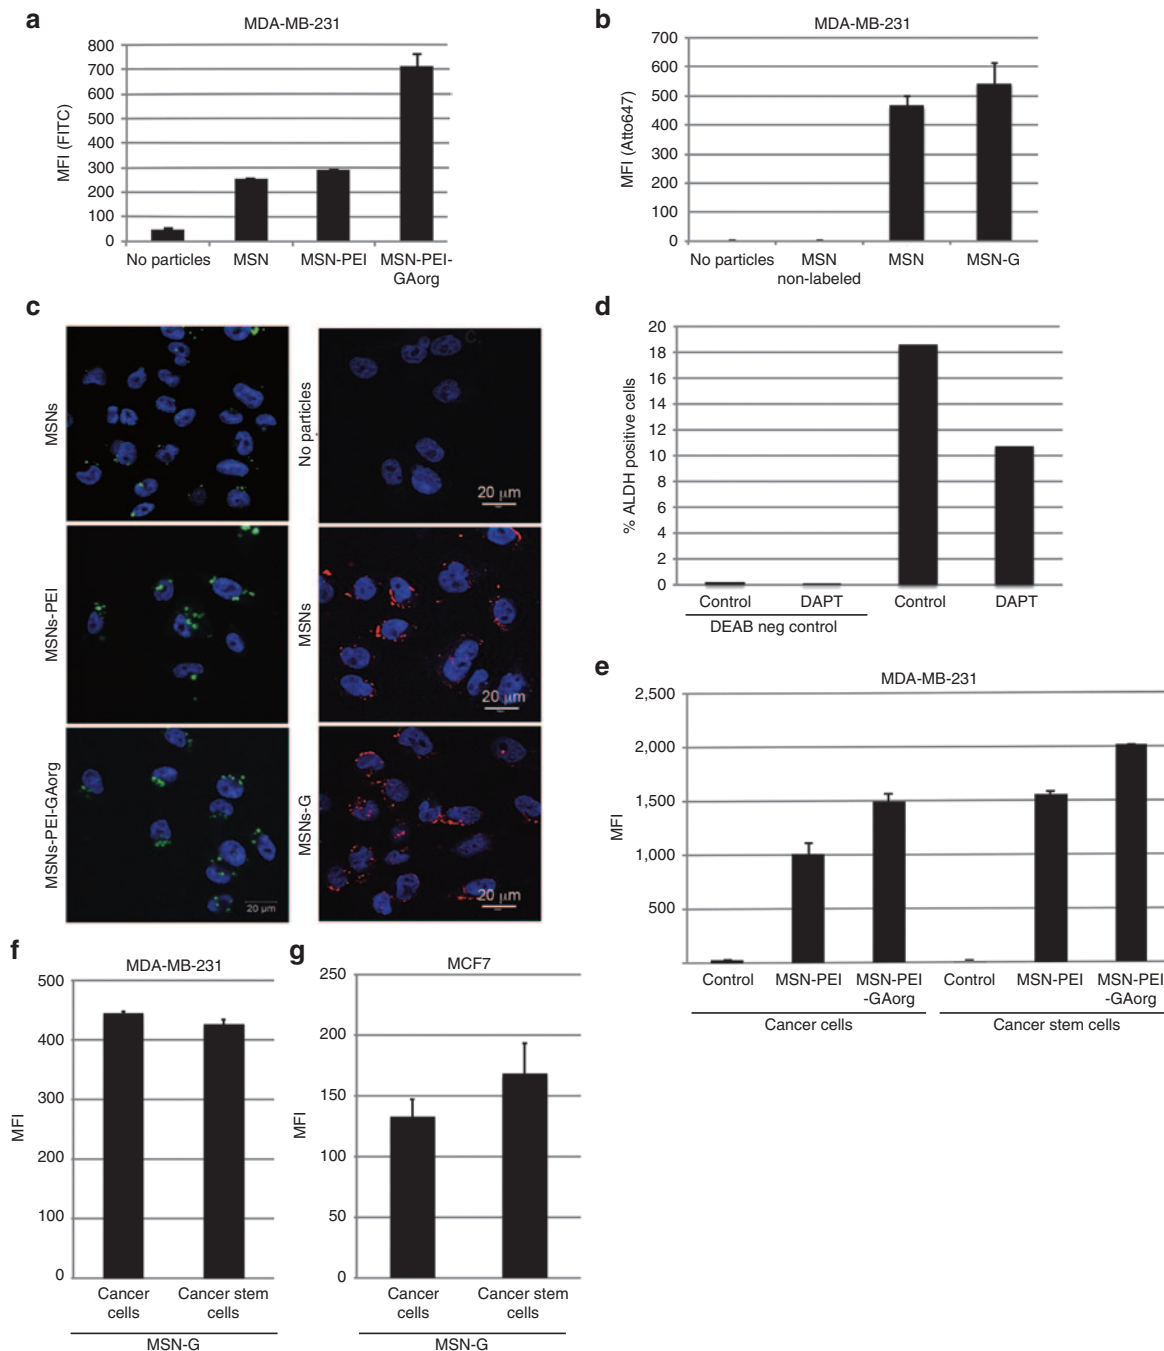 a
MDA-MB-231
MFI (FITC)
800
700
600
500
400
300
200
100
0
No particles
MSN
MSN-PEI
MSN-PEI-
GAorg
b
MDA-MB-231
MFI (Atto647)
700
600
500
400
300
200
100
0
No particles
MSN
non-labeled
MSN
MSN-G
c
MSNs
MSNs-PEI
MSNs-PEI-GAorg
20 μm
No particles
20 μm
MSNs
20 μm
MSNs-G
20 μm
d
% ALDH positive cells
20
18
16
14
12
10
8
6
4
2
0
Control
DAPT
Control
DAPT
DEAB neg control
e
MDA-MB-231
MFI
2,500
2,000
1,500
1,000
500
Control
MSN-PEI
MSN-PEI
-GAorg
Control
MSN-PEI
MSN-PEI
-GAorg
Cancer cells
Cancer stem cells
f
MDA-MB-231
MFI
500
400
300
200
100
0
Cancer
cells
Cancer stem
cells
MSN-G
g
MCF7
MFI
250
200
150
100
50
0
Cancer
cells
Cancer stem
cells
MSN-G